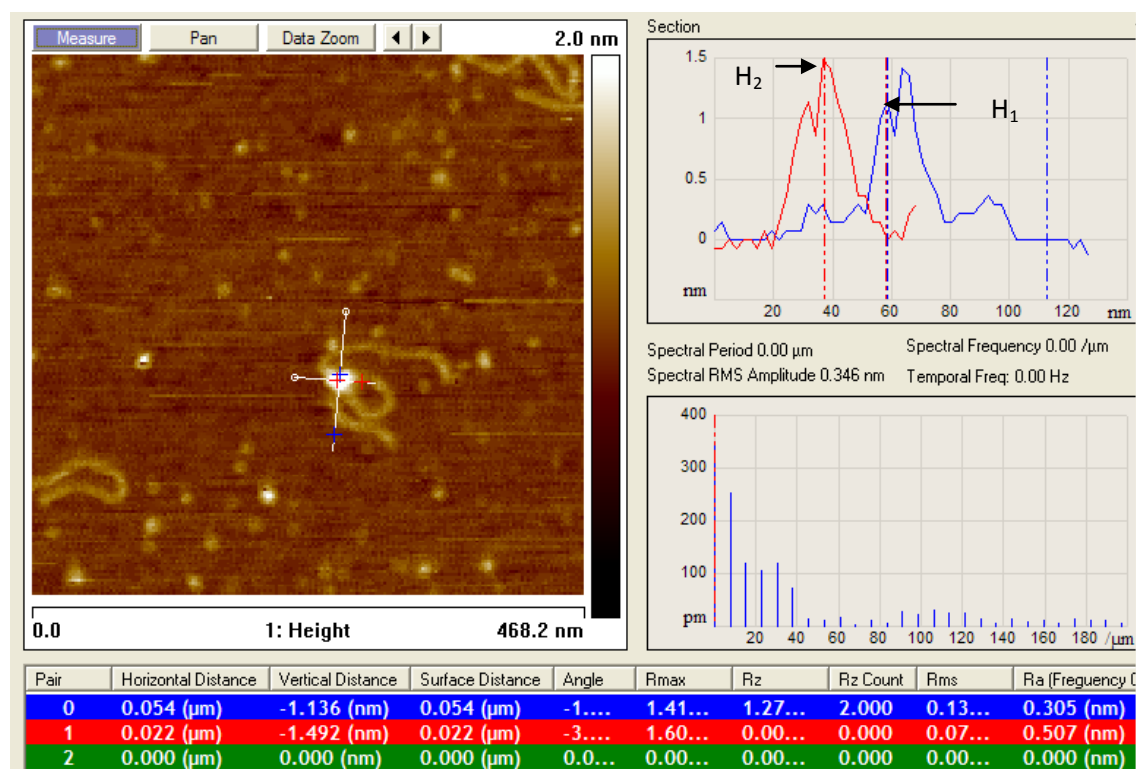 Measure Pan Data Zoom 2.0 nm
0.0 1: Height 468.2 nm
Section
1.5
H2
H1
1
0.5
0
nm
20 40 60 80 100 120 nm
Spectral Period 0.00 µm Spectral Frequency 0.00 /µm
Spectral RMS Amplitude 0.346 nm Temporal Freq: 0.00 Hz
400
300
200
100
pm
20 40 60 80 100 120 140 160 180 /µm
Pair Horizontal Distance Vertical Distance Surface Distance Angle Rmax Rz Rz Count Rms Ra (Freguency
0 0.054 (µm) -1.136 (nm) 0.054 (µm) -1.... 1.41... 1.27... 2.000 0.13... 0.305 (nm)
1 0.022 (µm) -1.492 (nm) 0.022 (µm) -3.... 1.60... 0.00... 0.000 0.07... 0.507 (nm)
2 0.000 (µm) 0.000 (nm) 0.000 (µm) 0.0... 0.00... 0.00... 0.000 0.00... 0.000 (nm)